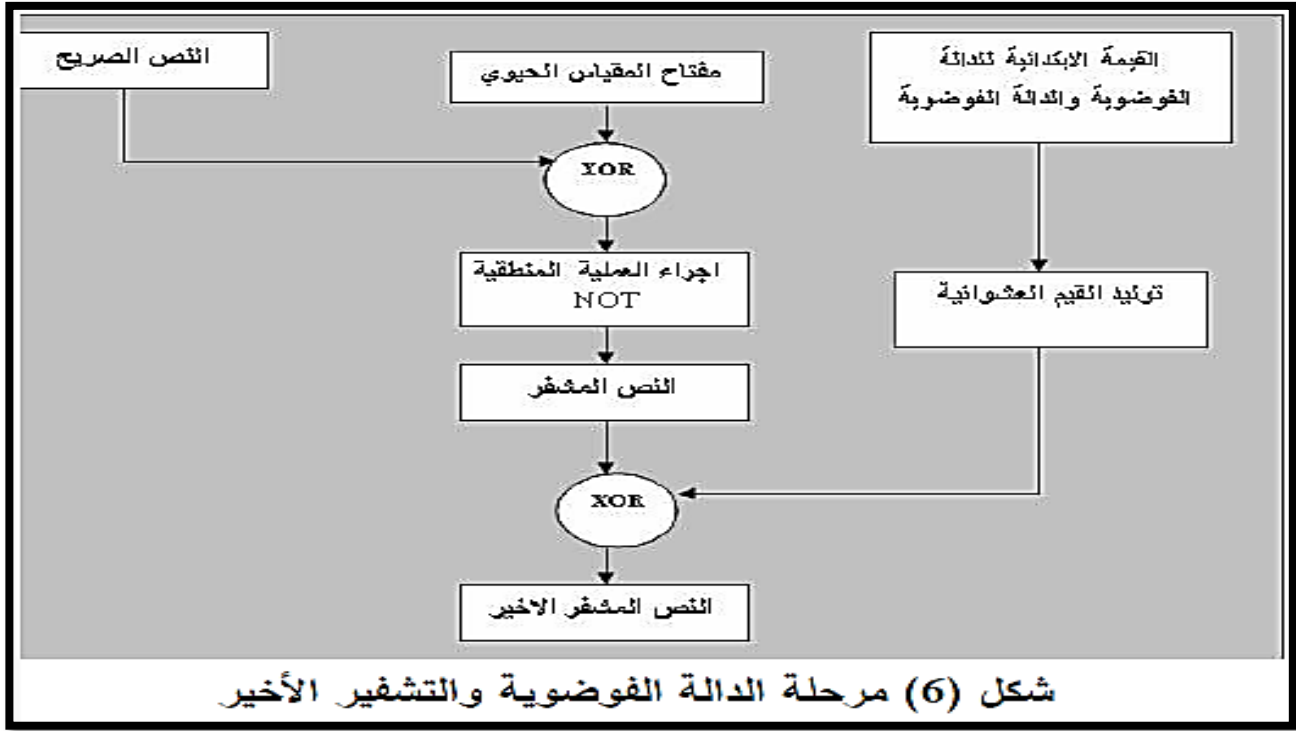 النص الصريح
مفتاح المقياس الحيوي
القيمة الابتدائية للدالة
الفوضوية والدالة الفوضوية
XOR
اجراء العملية المنطقية
NOT
توليد القيم العشوائية
النص المشفر
XOR
النص المشفر الاخير
شكل (6) مرحلة الدالة الفوضوية والتشفير الأخير